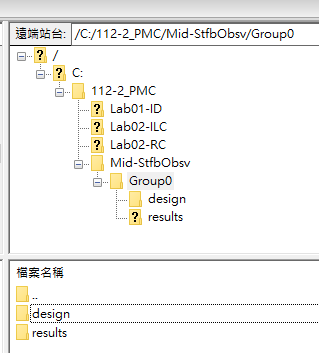 遠端站台: /C:/112-2_PMC/Mid-StfbObsv/Group0
/
C:
112-2_PMC
Lab01-ID
Lab02-ILC
Lab02-RC
Mid-StfbObsv
Group0
design
results
檔案名稱
..
design
results